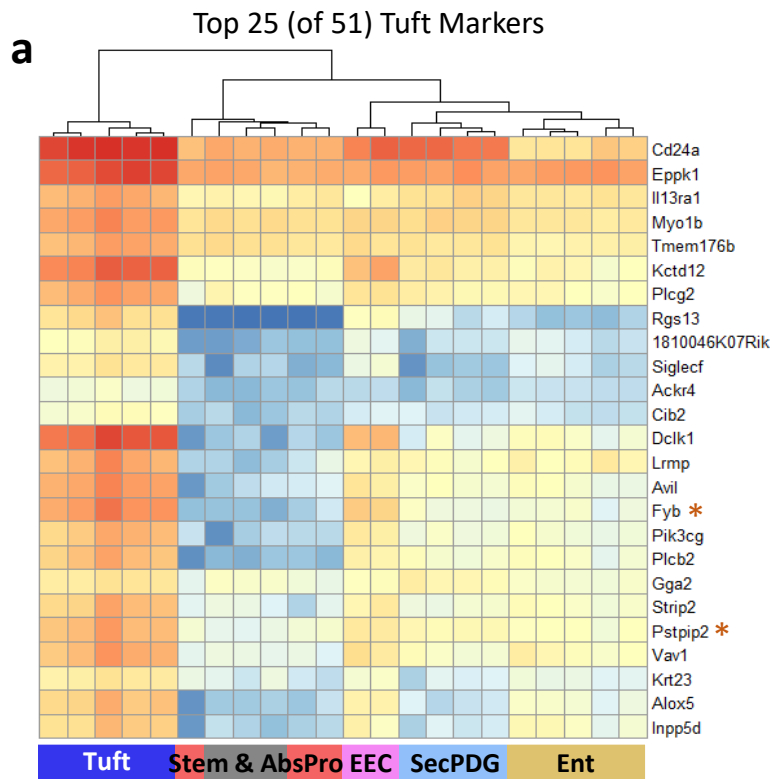 Top 25 (of 51) Tuft Markers
a
Cd24a
Eppk1
Il13ra1
Myo1b
Tmem176b
Kctd12
Plcg2
Rgs13
1810046K07Rik
Siglecf
Ackr4
Cib2
Dclk1
Lrmp
Avil
Fyb *
Pik3cg
Plcb2
Gga2
Strip2
Pstpip2 *
Vav1
Krt23
Alox5
Inpp5d
Tuft Stem & AbsPro EEC SecPDG Ent